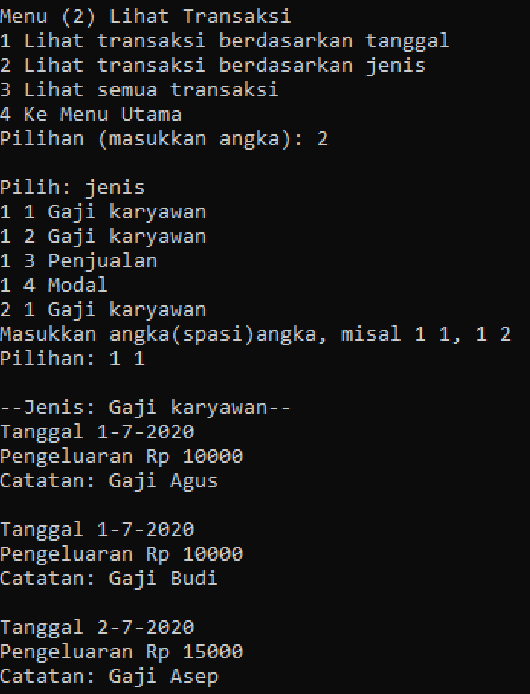 Menu (2) Lihat Transaksi
1 Lihat transaksi berdasarkan tanggal
2 Lihat transaksi berdasarkan jenis
3 Lihat semua transaksi
4 Ke Menu Utama
Pilihan (masukkan angka): 2
Pilih: jenis
1 1 Gaji karyawan
1 2 Gaji karyawan
1 3 Penjualan
1 4 Modal
2 1 Gaji karyawan
Masukkan angka(spasi)angka, misal 1 1, 1 2
Pilihan: 1 1
--Jenis: Gaji karyawan--
Tanggal 1-7-2020
Pengeluaran Rp 10000
Catatan: Gaji Agus
Tanggal 1-7-2020
Pengeluaran Rp 10000
Catatan: Gaji Budi
Tanggal 2-7-2020
Pengeluaran Rp 15000
Catatan: Gaji Asep